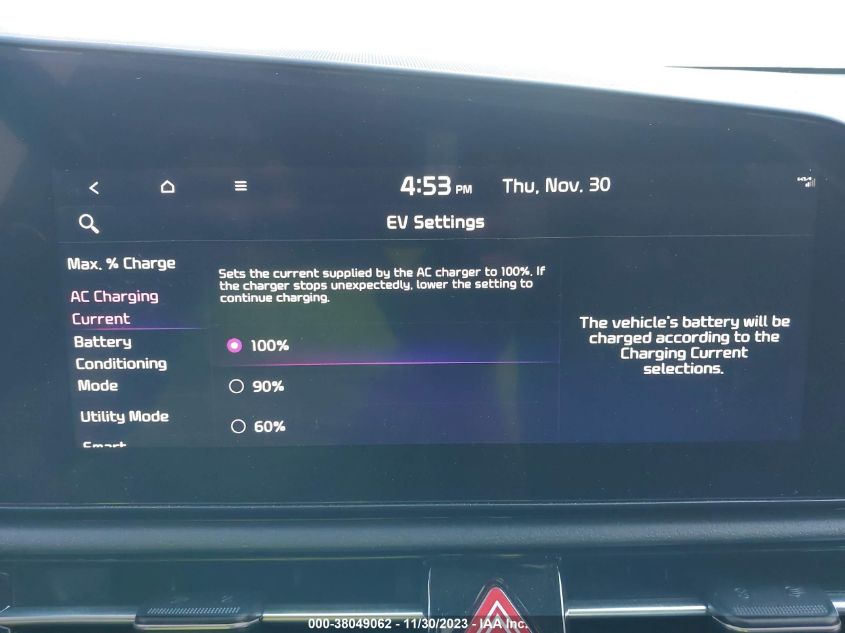 4:53 PM Thu, Nov. 30
EV Settings
Max. % Charge
AC Charging
Current
Battery
Conditioning
Mode
Utility Mode
Smart
Sets the current supplied by the AC charger to 100%. If
the charger stops unexpectedly, lower the setting to
continue charging.
100%
90%
60%
The vehicle's battery will be
charged according to the
Charging Current
selections.
000-38049062 - 11/30/2023 - IAA Inc.